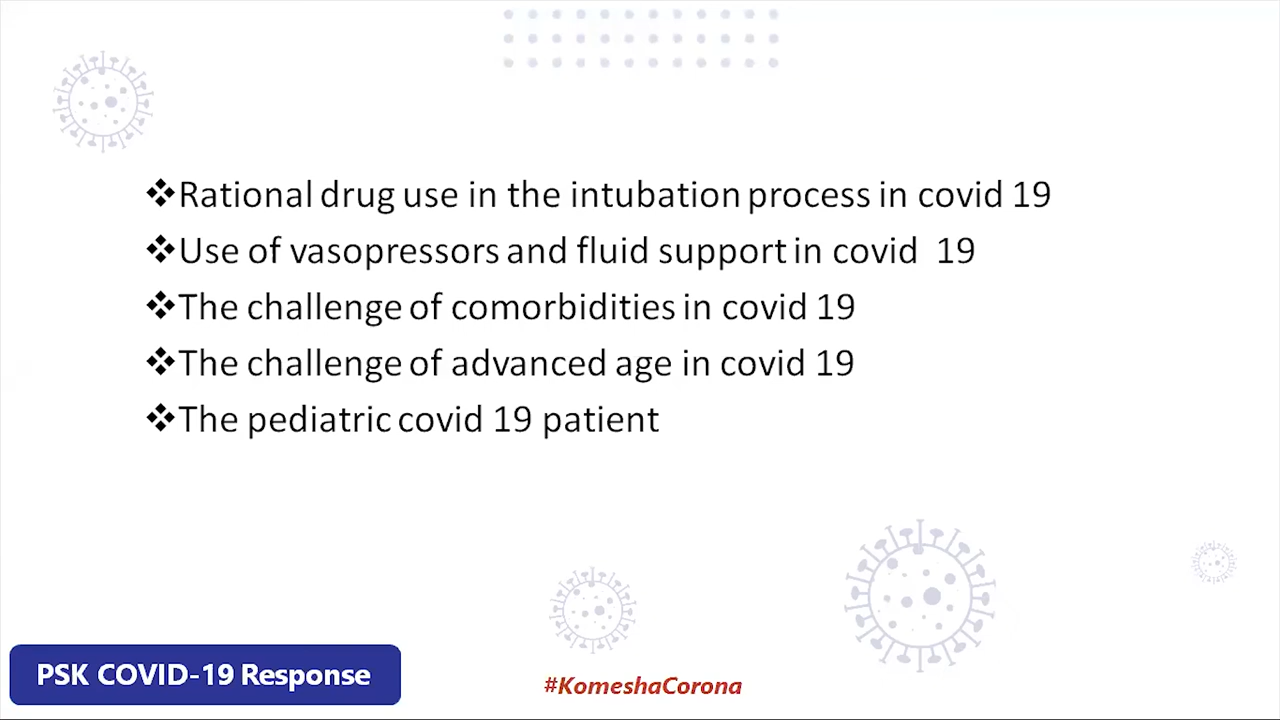 ❖Rational drug use in the intubation process in covid 19
❖Use of vasopressors and fluid support in covid  19
❖The challenge of comorbidities in covid 19
❖The challenge of advanced age in covid 19
❖The pediatric covid 19 patient
PSK COVID-19 Response
#KomeshaCorona